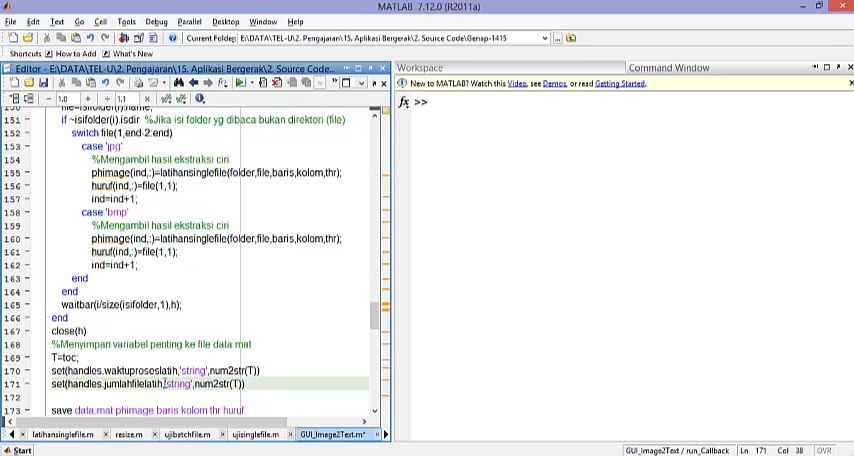 MATLAB 7.12.0 (R2011a)
File Edit Text Go Cell Tools Debug Parallel Desktop Window Help
Current Folder: E:\DATA\TEL-U\2. Pengajaran\15. Aplikasi Bergerak\2. Source Code\Genap-1415
Shortcuts How to Add What's New
Editor - E:\DATA\TEL-U\2. Pengajaran\15. Aplikasi Bergerak\2. Source Code...
Workspace Command Window
New to MATLAB? Watch this Video, see Demos, or read Getting Started.
fx >>
- 1.0 + ÷ 1.1 ×
150 - file=isifolder(i).name;
151 - if ~isifolder(i).isdir %Jika isi folder yg dibaca bukan direktori (file)
152 - switch file(1,end-2:end)
153 - case 'jpg'
154 %Mengambil hasil ekstraksi ciri
155 - phimage(ind,:)=latihansinglefile(folder,file,baris,kolom,thr);
156 - huruf(ind,:)=file(1,1);
157 - ind=ind+1;
158 - case 'bmp'
159 %Mengambil hasil ekstraksi ciri
160 - phimage(ind,:)=latihansinglefile(folder,file,baris,kolom,thr);
161 - huruf(ind,:)=file(1,1);
162 - ind=ind+1;
163 - end
164 - end
165 - waitbar(i/size(isifolder,1),h);
166 - end
167 - close(h)
168 %Menyimpan variabel penting ke file data mat
169 - T=toc;
170 - set(handles.waktuproseslatih,'string',num2str(T))
171 - set(handles.jumlahfilelatih,'string',num2str(T))
172
173 - save data.mat phimage baris kolom thr huruf
latihansinglefile.m resize.m ujibatchfile.m ujisinglefile.m GUI_Image2Text.m*
Start GUI_Image2Text / run_Callback Ln 171 Col 38 OVR